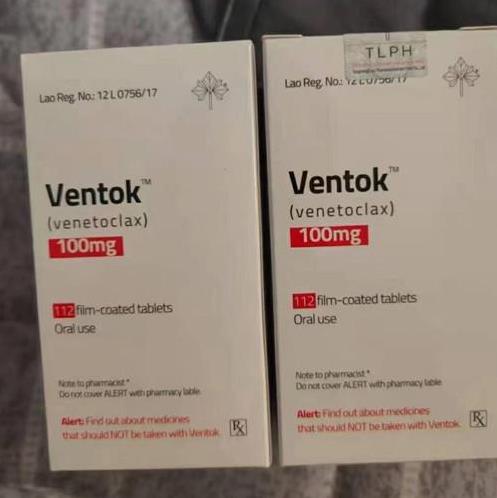 Lao Reg. No.: 12 L 0756/17
Ventok™
(venetoclax)
100mg
112 film-coated tablets
Oral use
Note to pharmacist*
Do not cover ALERT with pharmacy lable.
Alert: Find out about medicines
that should NOT be taken with Ventok.
Rx
TLPH
Lao Reg. No.: 12 L 0756/17
Ventok™
(venetoclax)
100mg
112 film-coated tablets
Oral use
Note to pharmacist*
Do not cover ALERT with pharmacy lable
Alert: Find out about medicines
that should NOT be taken with Ventok.
Rx